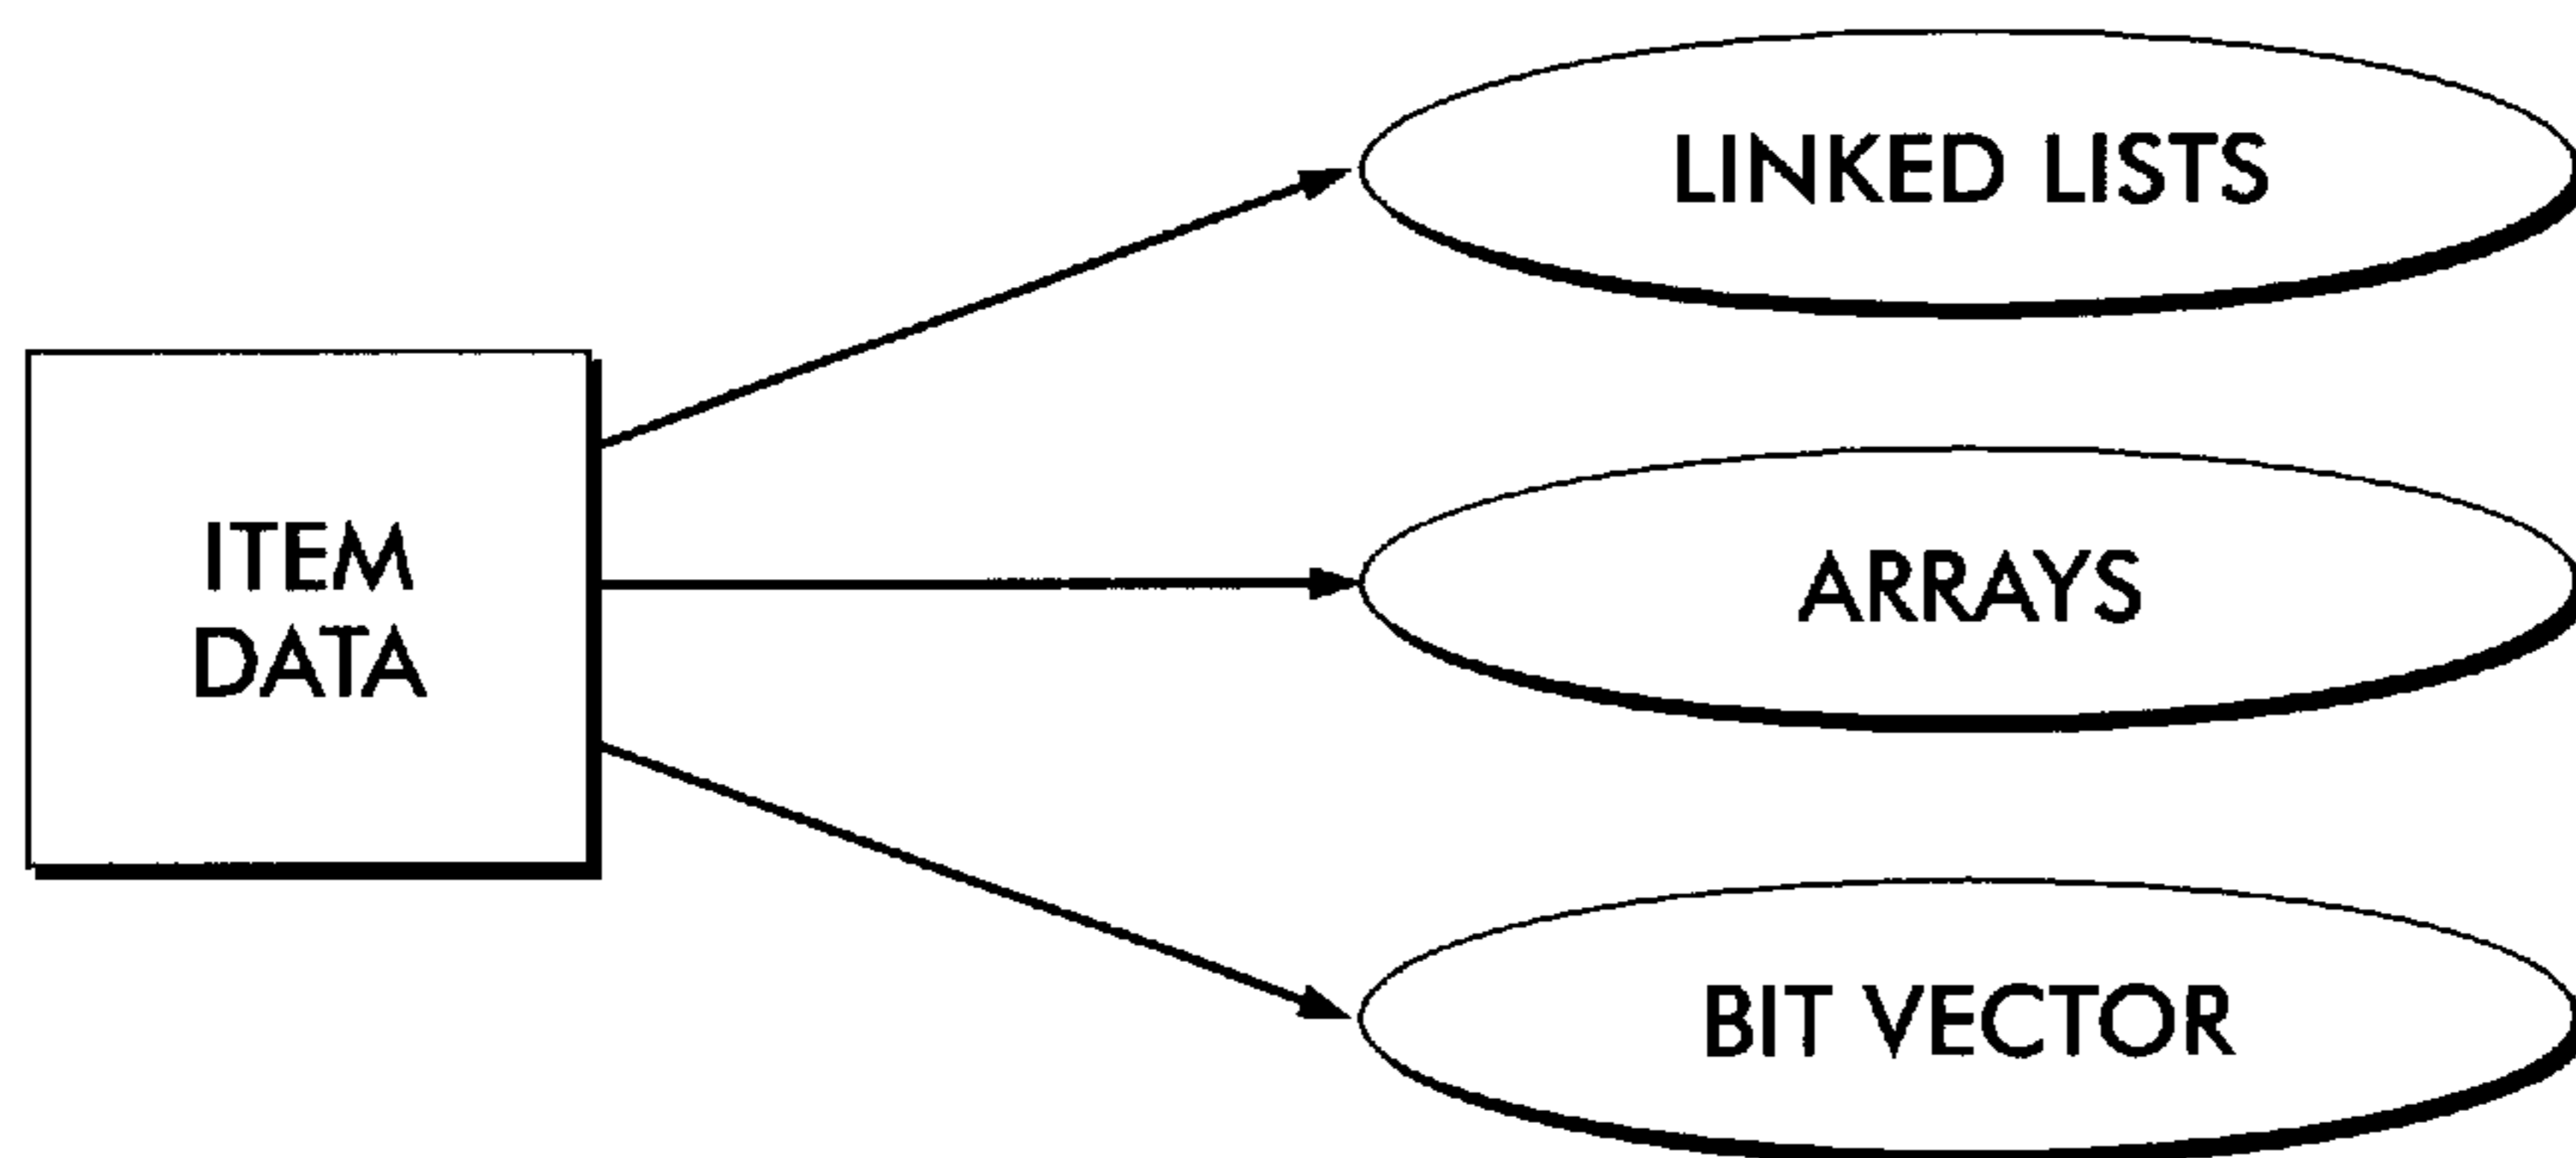 LINKED LISTS
ITEM
DATA
ARRAYS
BIT VECTOR